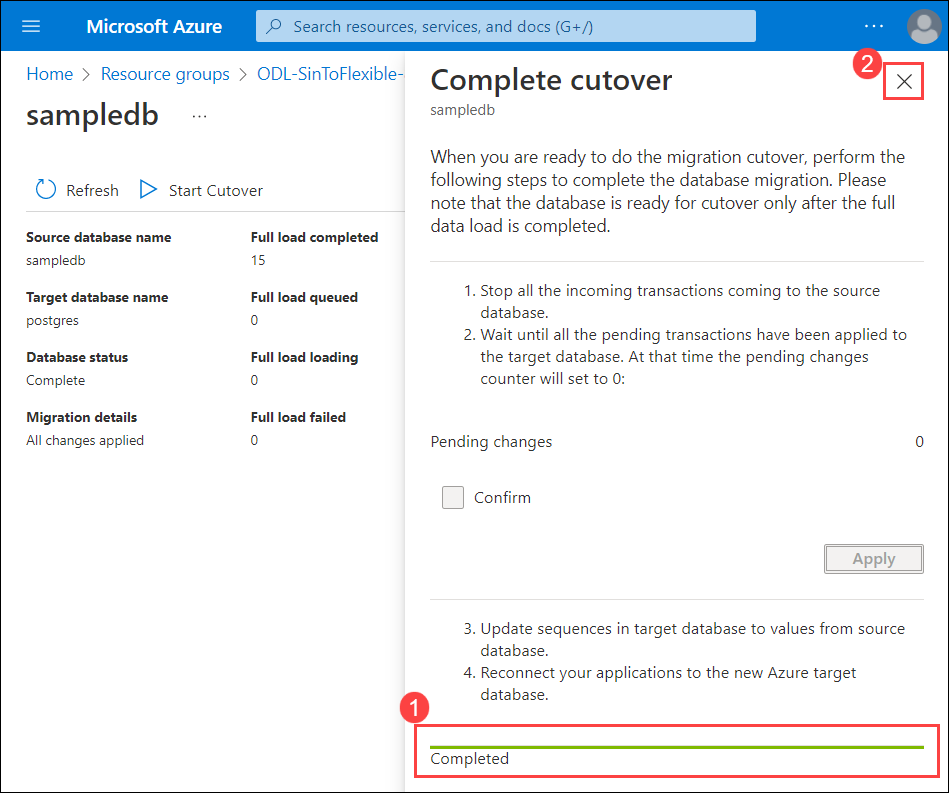 Microsoft Azure
Search resources, services, and docs (G+/)
...
Home > Resource groups > ODL-SinToFlexible-
sampledb ...
Refresh
Start Cutover
Source database name
sampledb
Target database name
postgres
Database status
Complete
Migration details
All changes applied
Full load completed
15
Full load queued
0
Full load loading
0
Full load failed
0
Complete cutover
2
sampledb
When you are ready to do the migration cutover, perform the
following steps to complete the database migration. Please
note that the database is ready for cutover only after the full
data load is completed.
1. Stop all the incoming transactions coming to the source
database.
2. Wait until all the pending transactions have been applied to
the target database. At that time the pending changes
counter will set to 0:
Pending changes 0
Confirm
Apply
3. Update sequences in target database to values from source
database.
4. Reconnect your applications to the new Azure target
database.
1
Completed